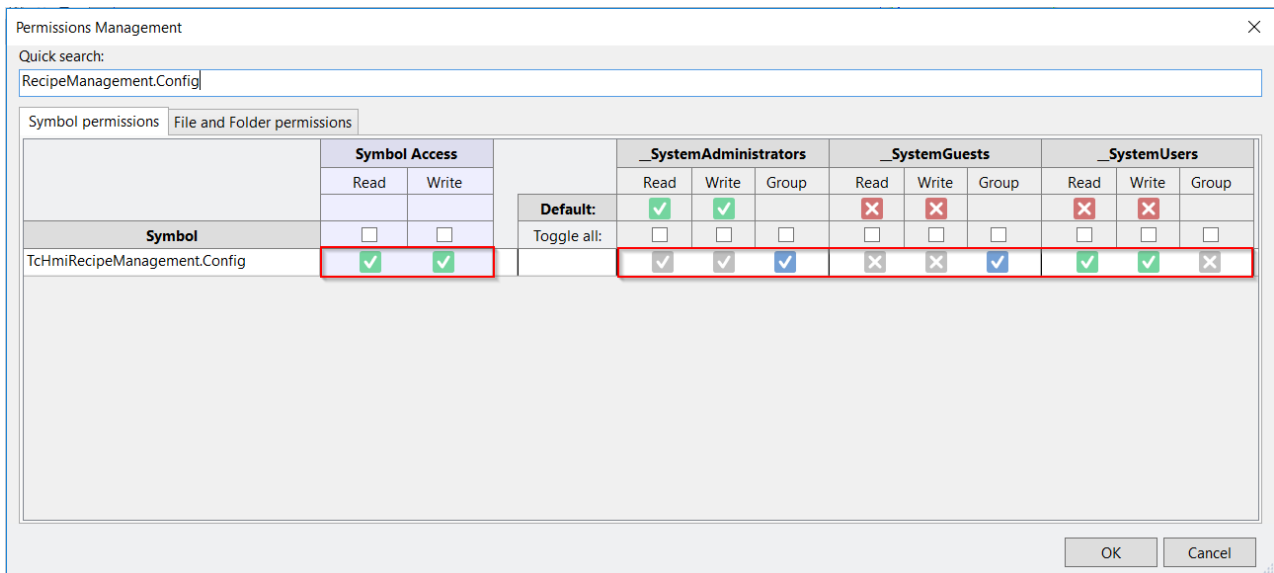 Permissions Management
Quick search:
RecipeManagement.Config
Symbol permissions File and Folder permissions
Symbol Access __SystemAdministrators __SystemGuests __SystemUsers
Read Write Read Write Group Read Write Group Read Write Group
Default:
Symbol Toggle all:
TcHmiRecipeManagement.Config
OK Cancel